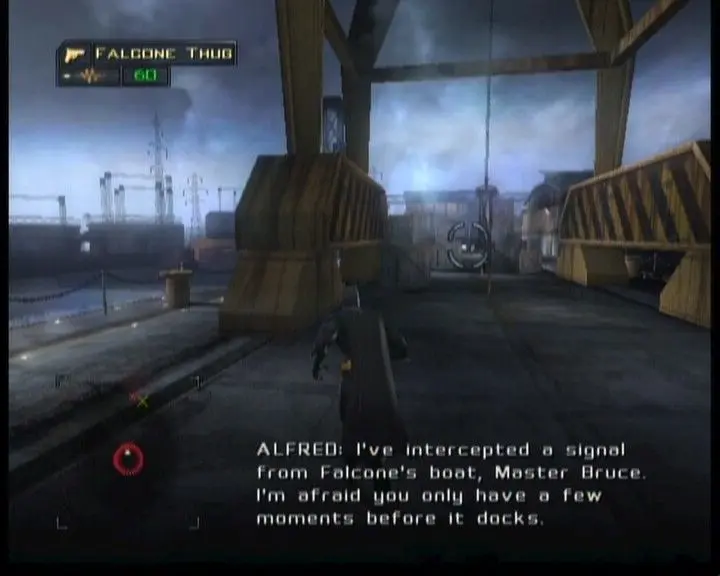 FALCONE THUG
60
ALFRED: I've intercepted a signal
from Falcone's boat, Master Bruce.
I'm afraid you only have a few
moments before it docks.